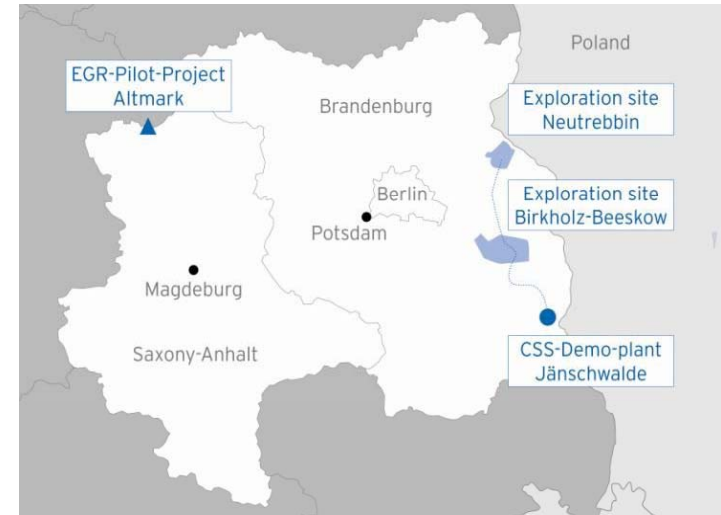 Poland
EGR-Pilot-Project
Altmark
Brandenburg
Exploration site
Neutrebbin
Berlin
Exploration site
Birkholz-Beeskow
Potsdam
Magdeburg
Saxony-Anhalt
CSS-Demo-plant
Jänschwalde